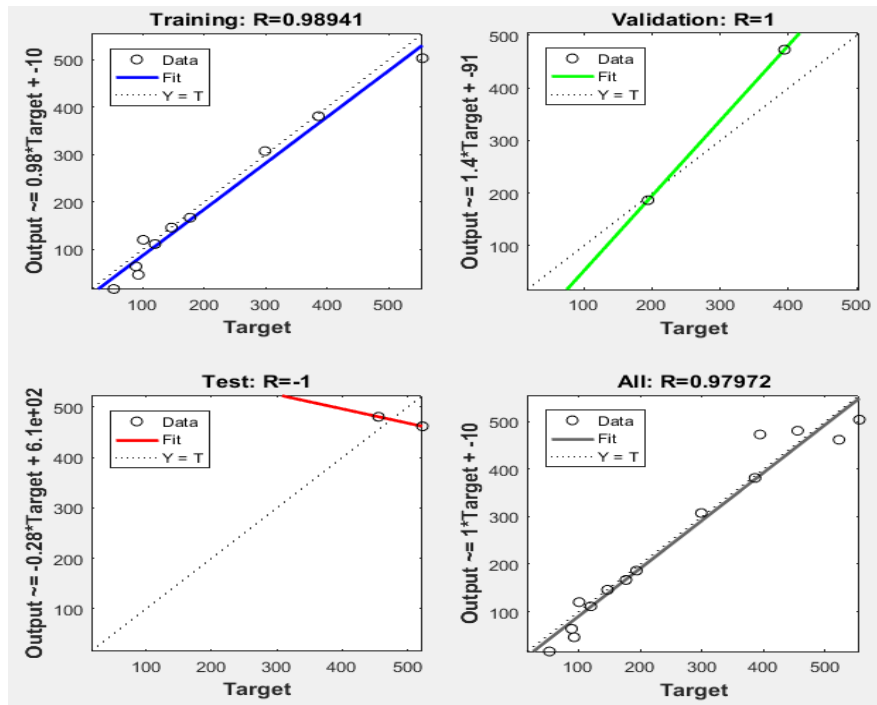 Training: R=0.98941
Output ~= 0.98*Target + -10
500
400
300
200
100
Data
Fit
Y = T
100
200
300
400
500
Target
Validation: R=1
Output ~= 1.4*Target + -91
500
400
300
200
100
Data
Fit
Y = T
100
200
300
400
500
Target
Test: R=-1
Output ~= -0.28*Target + 6.1e+02
500
400
300
200
100
Data
Fit
Y = T
100
200
300
400
500
Target
All: R=0.97972
Output ~= 1*Target + -10
500
400
300
200
100
Data
Fit
Y = T
100
200
300
400
500
Target